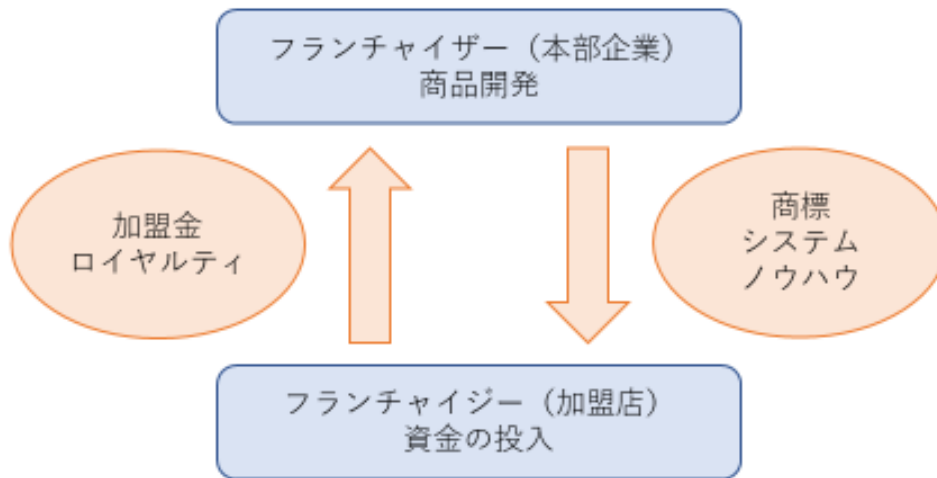 フランチャイザー（本部企業）
商品開発
加盟金
ロイヤルティ
商標
システム
ノウハウ
フランチャイジー（加盟店）
資金の投入